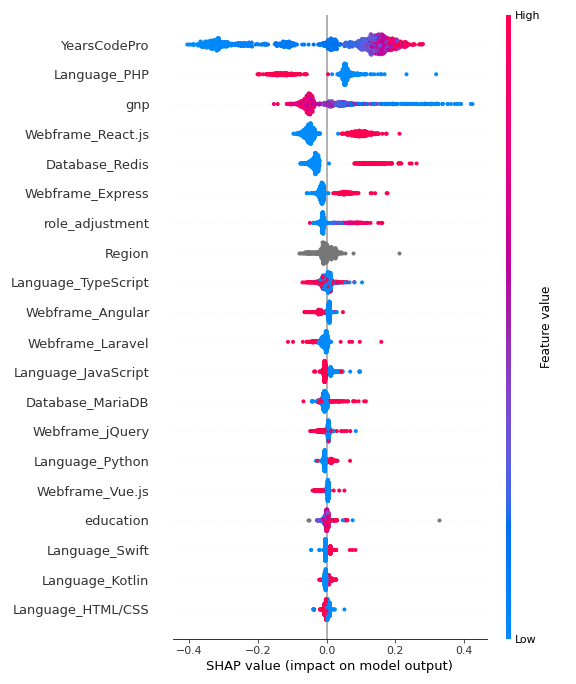 High
YearsCodePro
Language_PHP
gnp
Webframe_React.js
Database_Redis
Webframe_Express
role_adjustment
Region
Language_TypeScript
Webframe_Angular
Webframe_Laravel
Language_JavaScript
Database_MariaDB
Webframe_jQuery
Language_Python
Webframe_Vue.js
education
Language_Swift
Language_Kotlin
Language_HTML/CSS
Feature value
Low
−0.4 −0.2 0.0 0.2 0.4
SHAP value (impact on model output)